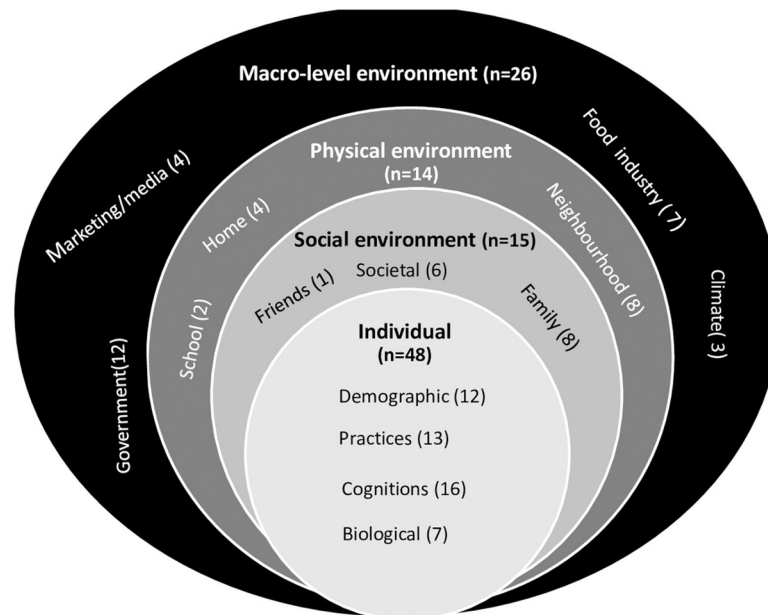 Macro-level environment (n=26)
Marketing/media (4)
Government(12)
Food industry ( 7)
Climate( 3)
Physical environment
(n=14)
Home (4)
School (2)
Neighbourhood (8)
Social environment (n=15)
Friends (1)
Societal (6)
Family (8)
Individual
(n=48)
Demographic (12)
Practices (13)
Cognitions (16)
Biological (7)